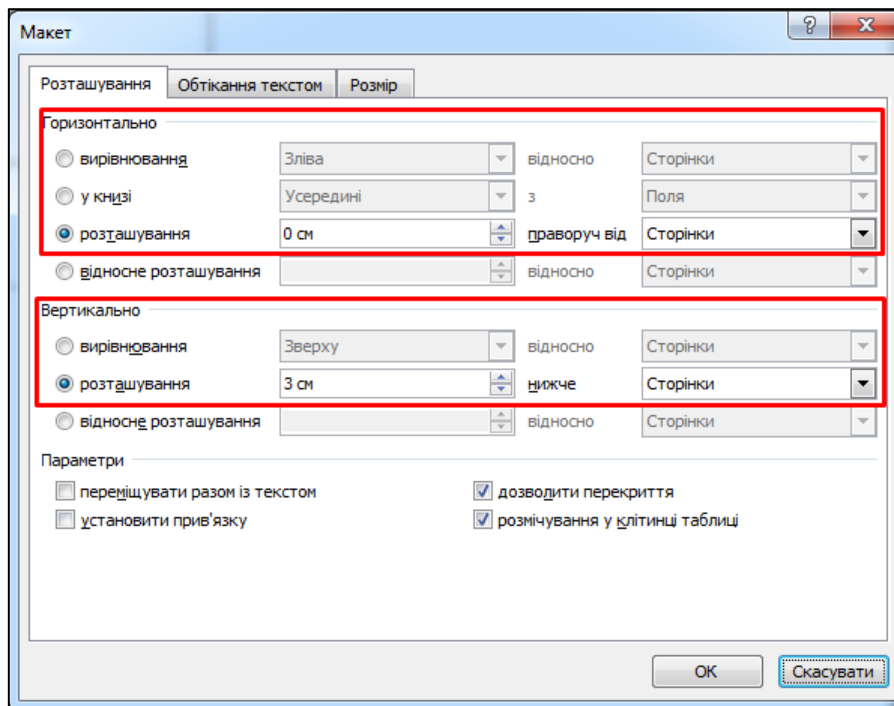 Макет
Розташування Обтікання текстом Розмір
Горизонтально
вирівнювання Зліва відносно Сторінки
у книзі Усередині з Поля
розташування 0 см праворуч від Сторінки
відносне розташування відносно Сторінки
Вертикально
вирівнювання Зверху відносно Сторінки
розташування 3 см нижче Сторінки
відносне розташування відносно Сторінки
Параметри
переміщувати разом із текстом дозволити перекриття
установити прив'язку розмічування у клітинці таблиці
ОК Скасувати